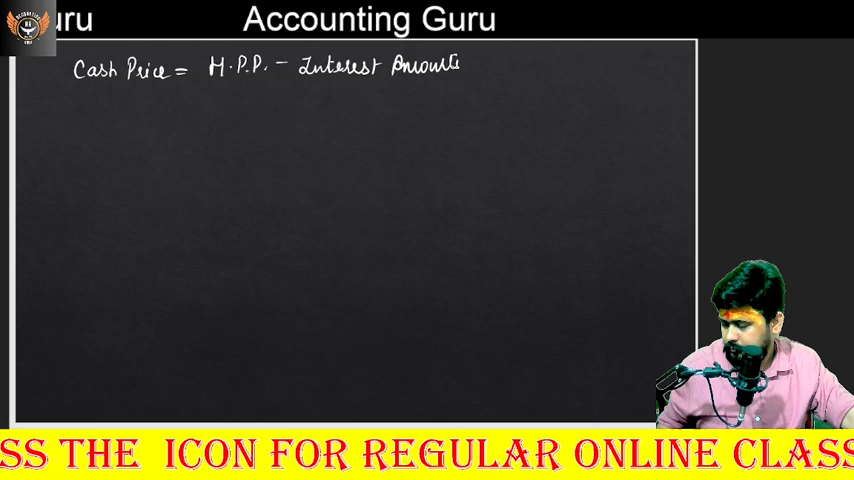 uru
Accounting Guru
Cash Price = H.P.P. - Interest Amount
SS THE ICON FOR REGULAR ONLINE CLASS